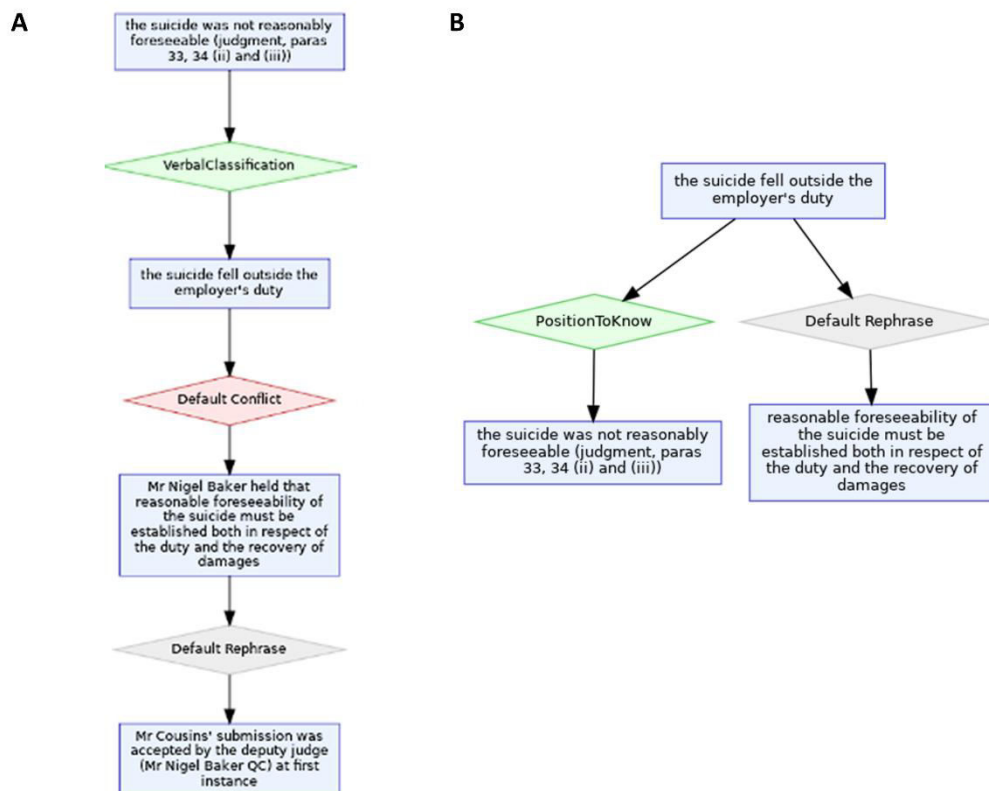 A
the suicide was not reasonably
foreseeable (judgment, paras
33, 34 (ii) and (iii))
VerbalClassification
the suicide fell outside the
employer's duty
Default Conflict
Mr Nigel Baker held that
reasonable foreseeability of
the suicide must be
established both in respect of
the duty and the recovery of
damages
Default Rephrase
Mr Cousins' submission was
accepted by the deputy judge
(Mr Nigel Baker QC) at first
instance
B
the suicide fell outside the
employer's duty
PositionToKnow
Default Rephrase
the suicide was not reasonably
foreseeable (judgment, paras
33, 34 (ii) and (iii))
reasonable foreseeability of
the suicide must be
established both in respect of
the duty and the recovery of
damages